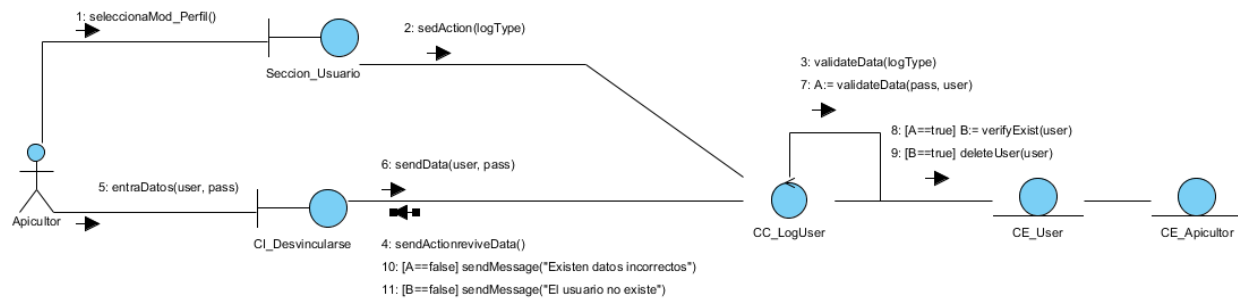 1: seleccionaMod_Perfil()
2: sedAction(logType)
Seccion_Usuario
3: validateData(logType)
7: A:= validateData(pass, user)
8: [A==true] B:= verifyExist(user)
9: [B==true] deleteUser(user)
6: sendData(user, pass)
5: entraDatos(user, pass)
Apicultor
CI_Desvincularse
CC_LogUser
CE_User
CE_Apicultor
4: sendActionreviveData()
10: [A==false] sendMessage("Existen datos incorrectos")
11: [B==false] sendMessage("El usuario no existe")